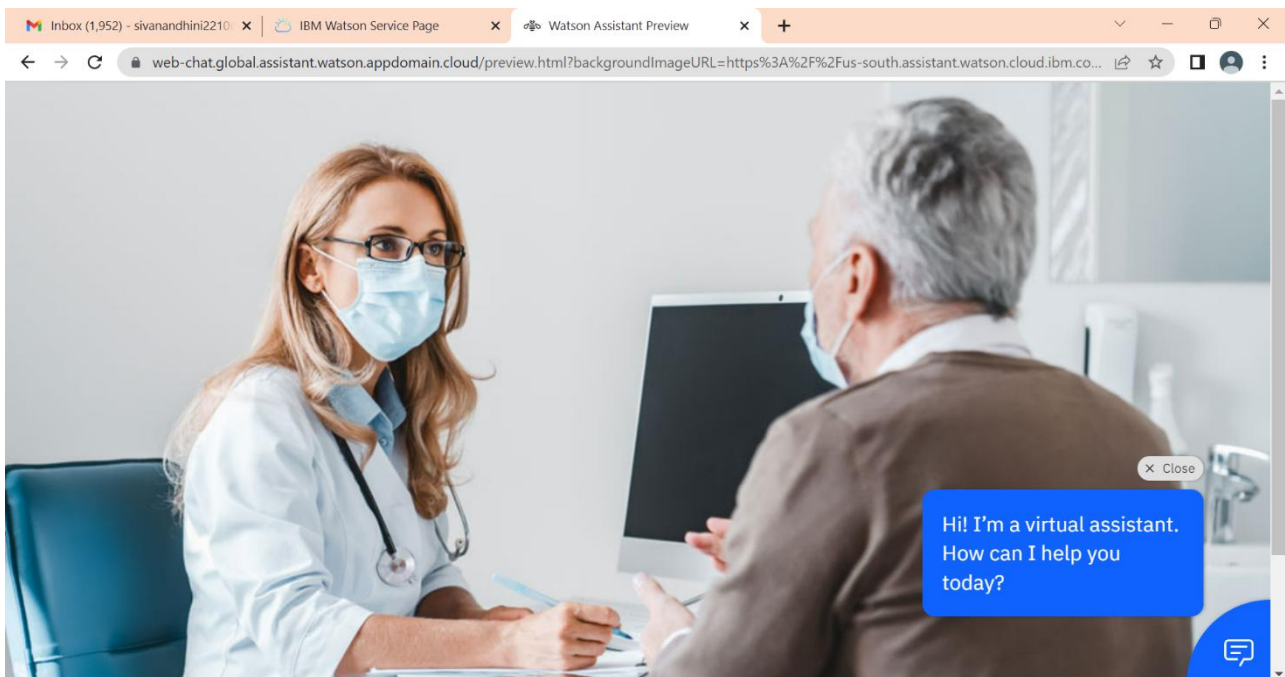 Inbox (1,952) - sivanandhini2210 IBM Watson Service Page Watson Assistant Preview
web-chat.global.assistant.watson.appdomain.cloud/preview.html?backgroundImageURL=https%3A%2F%2Fus-south.assistant.watson.cloud.ibm.co...
× Close
Hi! I'm a virtual assistant.
How can I help you
today?